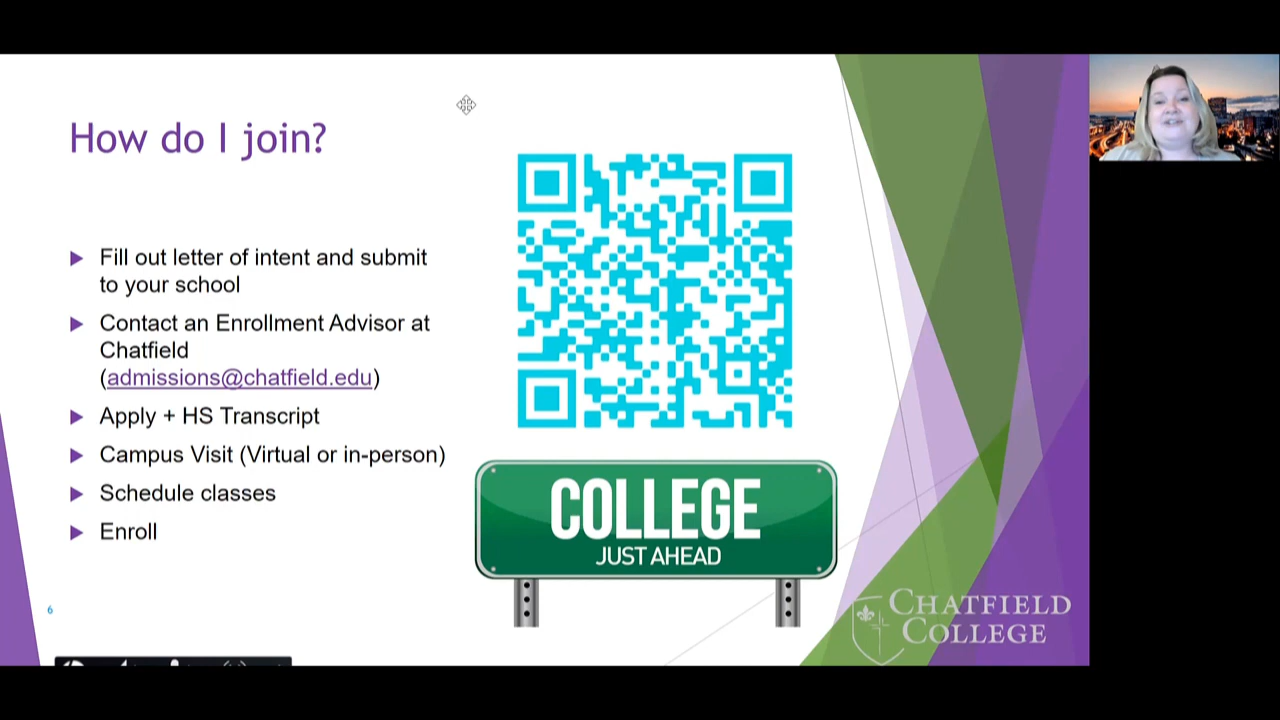 How do I join?
Fill out letter of intent and submit
to your school
Contact an Enrollment Advisor at
Chatfield
(admissions@chatfield.edu)
Apply + HS Transcript
Campus Visit (Virtual or in-person)
Schedule classes
Enroll
COLLEGE
JUST AHEAD
6
CHATFIELD
COLLEGE